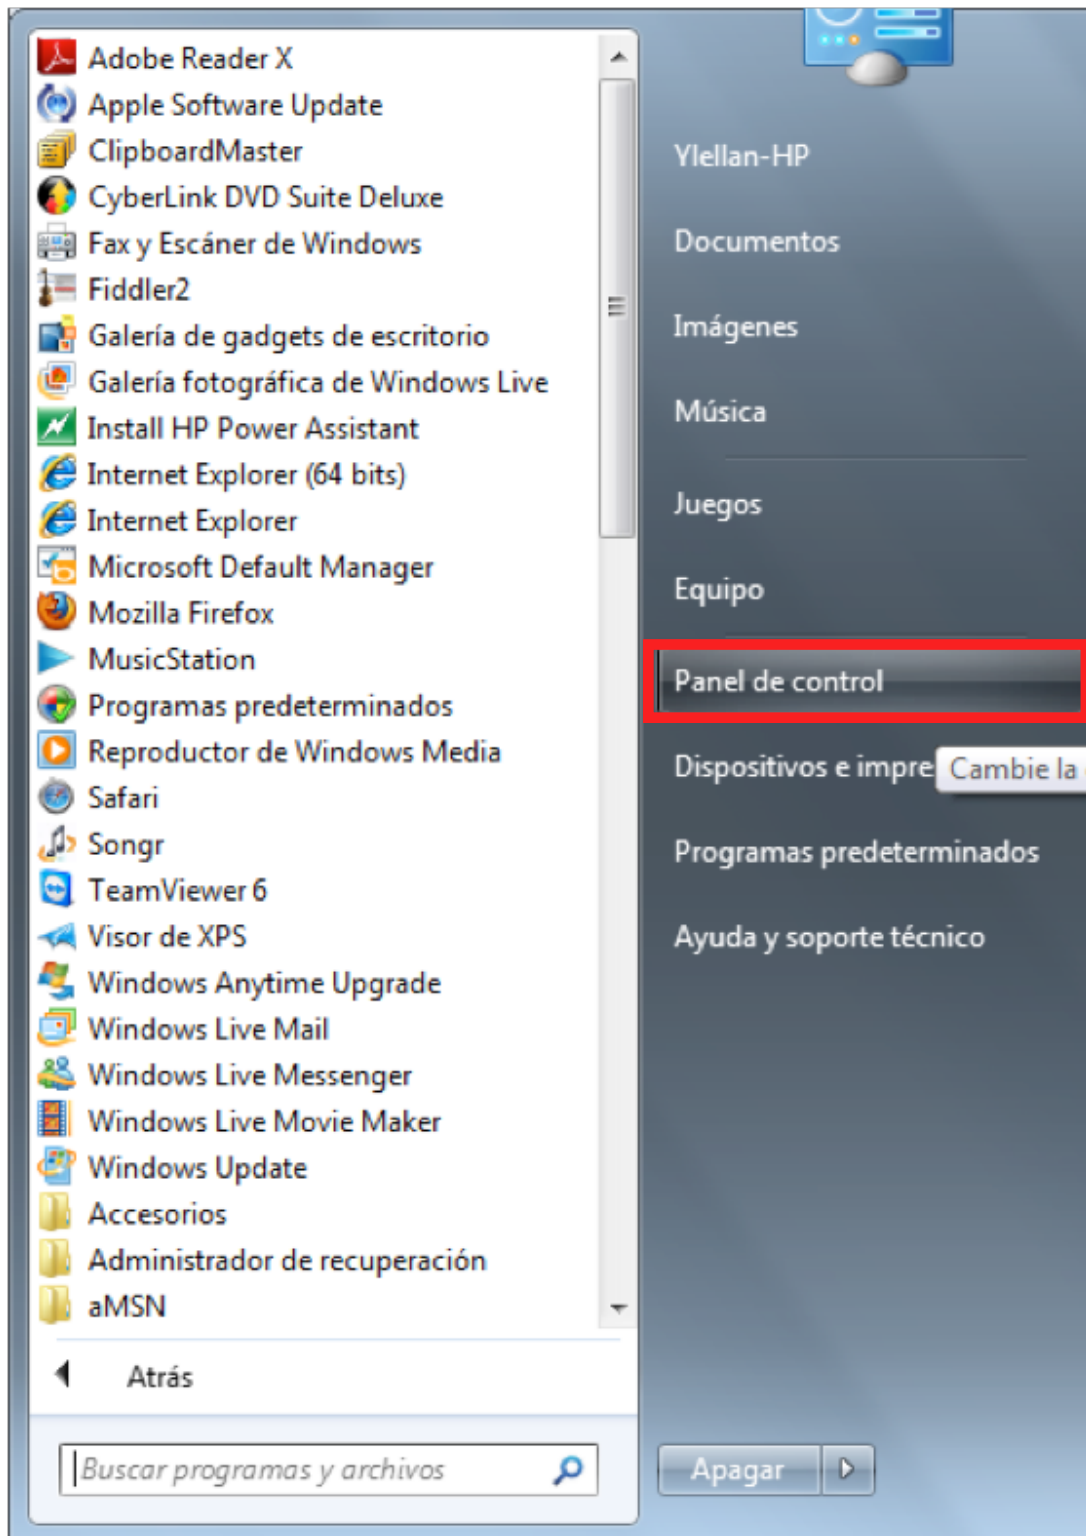 Adobe Reader X
Apple Software Update
ClipboardMaster
CyberLink DVD Suite Deluxe
Fax y Escáner de Windows
Fiddler2
Galería de gadgets de escritorio
Galería fotográfica de Windows Live
Install HP Power Assistant
Internet Explorer (64 bits)
Internet Explorer
Microsoft Default Manager
Mozilla Firefox
MusicStation
Programas predeterminados
Reproductor de Windows Media
Safari
Songr
TeamViewer 6
Visor de XPS
Windows Anytime Upgrade
Windows Live Mail
Windows Live Messenger
Windows Live Movie Maker
Windows Update
Accesorios
Administrador de recuperación
aMSN
Atrás
Buscar programas y archivos
Ylellan-HP
Documentos
Imágenes
Música
Juegos
Equipo
Panel de control
Dispositivos e impre
Cambie la
Programas predeterminados
Ayuda y soporte técnico
Apagar